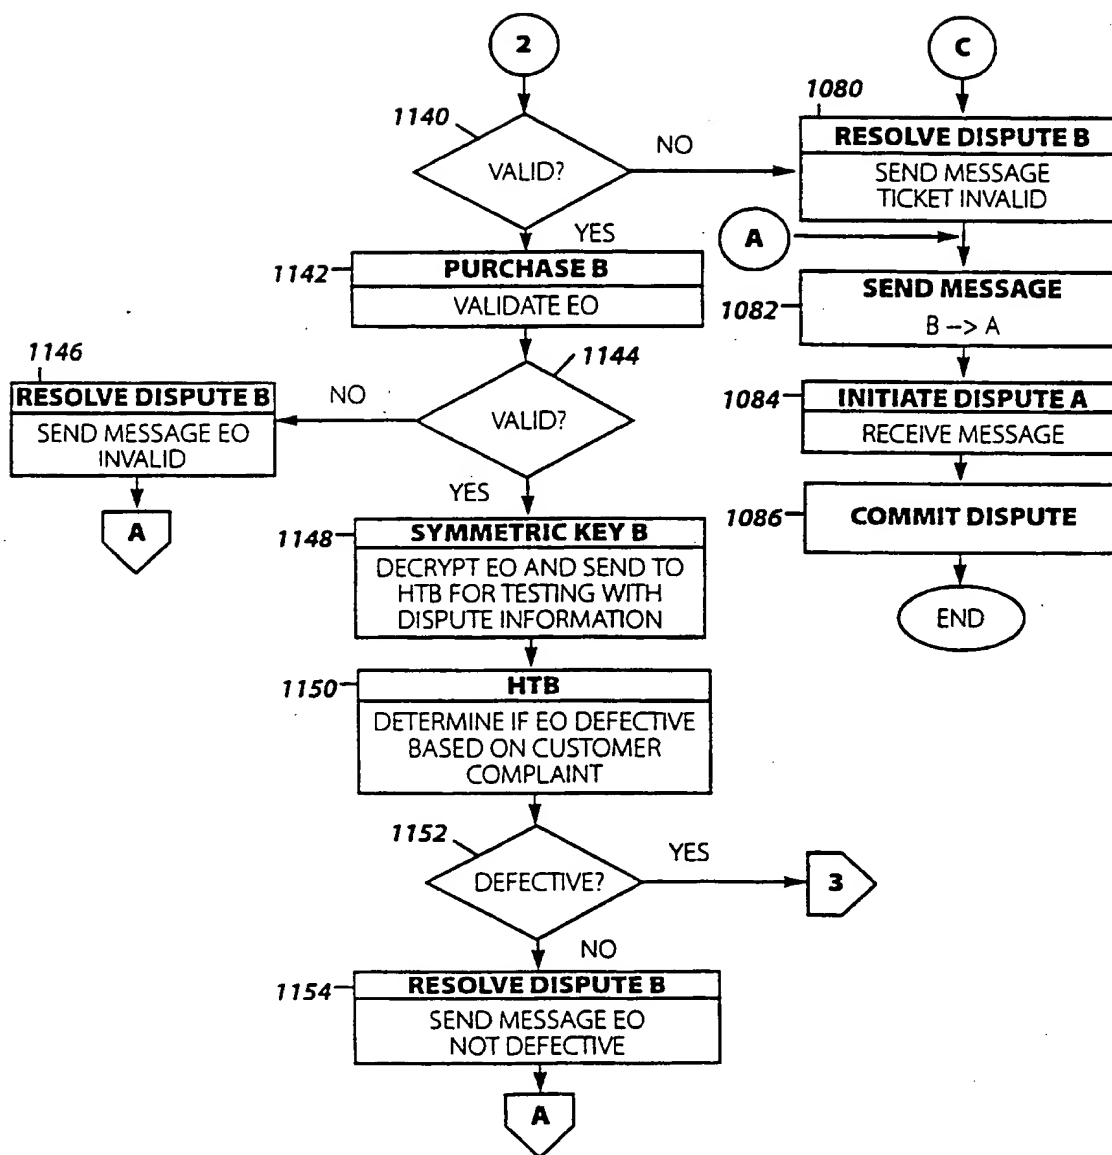 2
C
1140
VALID?
NO
1080
RESOLVE DISPUTE B
SEND MESSAGE
TICKET INVALID
YES
A
1142
PURCHASE B
VALIDATE EO
1082
SEND MESSAGE
B --> A
1144
VALID?
NO
1146
RESOLVE DISPUTE B
SEND MESSAGE EO
INVALID
A
1084
INITIATE DISPUTE A
RECEIVE MESSAGE
YES
1086
COMMIT DISPUTE
END
1148
SYMMETRIC KEY B
DECRYPT EO AND SEND TO
HTB FOR TESTING WITH
DISPUTE INFORMATION
1150
HTB
DETERMINE IF EO DEFECTIVE
BASED ON CUSTOMER
COMPLAINT
1152
DEFECTIVE?
YES
3
NO
1154
RESOLVE DISPUTE B
SEND MESSAGE EO
NOT DEFECTIVE
A